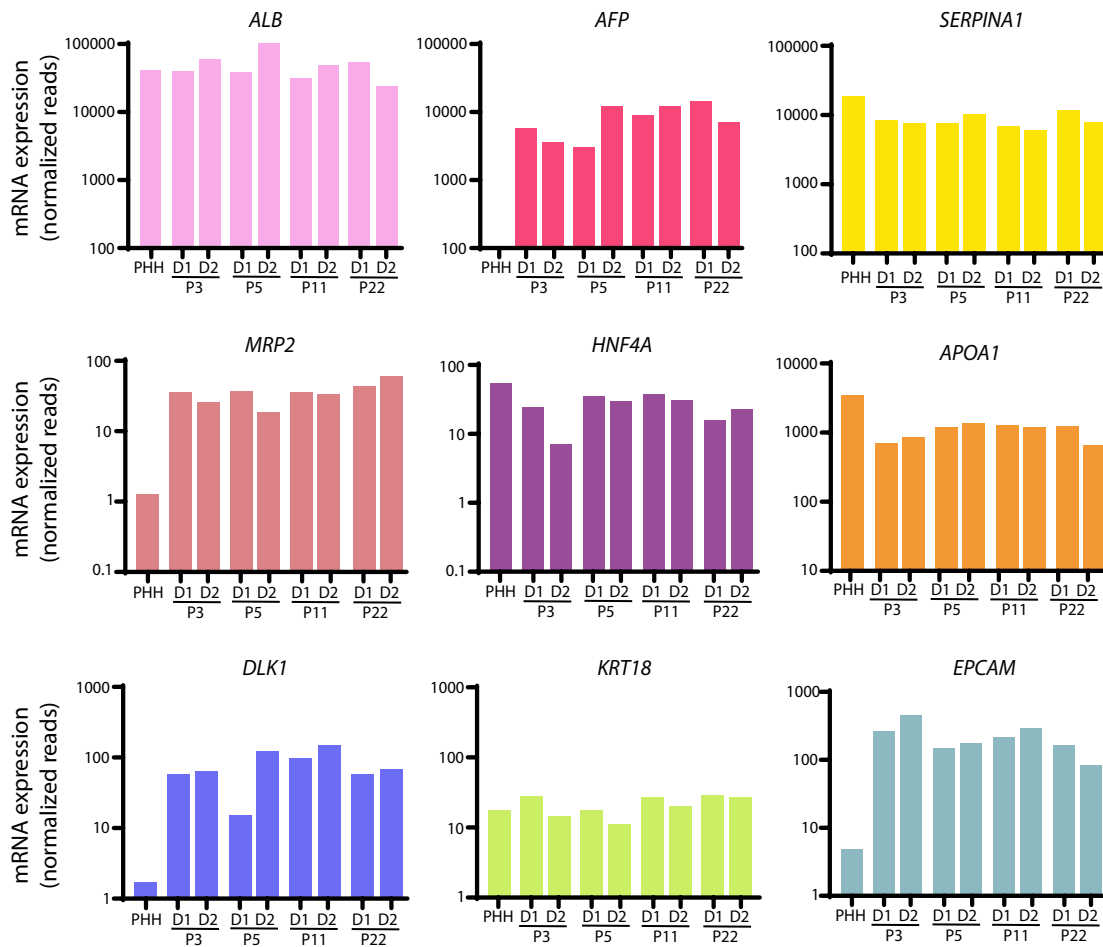 ALB
AFP
SERPINA1
mRNA expression
(normalized reads)
100000
10000
1000
100
PHH D1 D2 D1 D2 D1 D2 D1 D2
P3 P5 P11 P22
100000
10000
1000
100
PHH D1 D2 D1 D2 D1 D2 D1 D2
P3 P5 P11 P22
100000
10000
1000
100
PHH D1 D2 D1 D2 D1 D2 D1 D2
P3 P5 P11 P22
MRP2
HNF4A
APOA1
mRNA expression
(normalized reads)
100
10
1
0.1
PHH D1 D2 D1 D2 D1 D2 D1 D2
P3 P5 P11 P22
100
10
1
0.1
PHH D1 D2 D1 D2 D1 D2 D1 D2
P3 P5 P11 P22
10000
1000
100
10
PHH D1 D2 D1 D2 D1 D2 D1 D2
P3 P5 P11 P22
DLK1
KRT18
EPCAM
mRNA expression
(normalized reads)
1000
100
10
1
PHH D1 D2 D1 D2 D1 D2 D1 D2
P3 P5 P11 P22
1000
100
10
1
PHH D1 D2 D1 D2 D1 D2 D1 D2
P3 P5 P11 P22
1000
100
10
1
PHH D1 D2 D1 D2 D1 D2 D1 D2
P3 P5 P11 P22